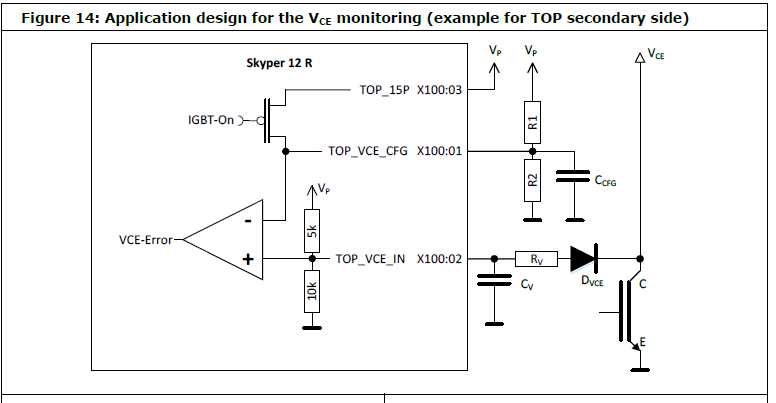 Figure 14: Application design for the VCE monitoring (example for TOP secondary side)
Skyper 12 R
VP
VP
VCE
TOP_15P X100:03
IGBT-On
R1
TOP_VCE_CFG X100:01
R2
CCFG
VP
-
5k
VCE-Error
+
TOP_VCE_IN X100:02
RV
DVCE
10k
CV
C
E